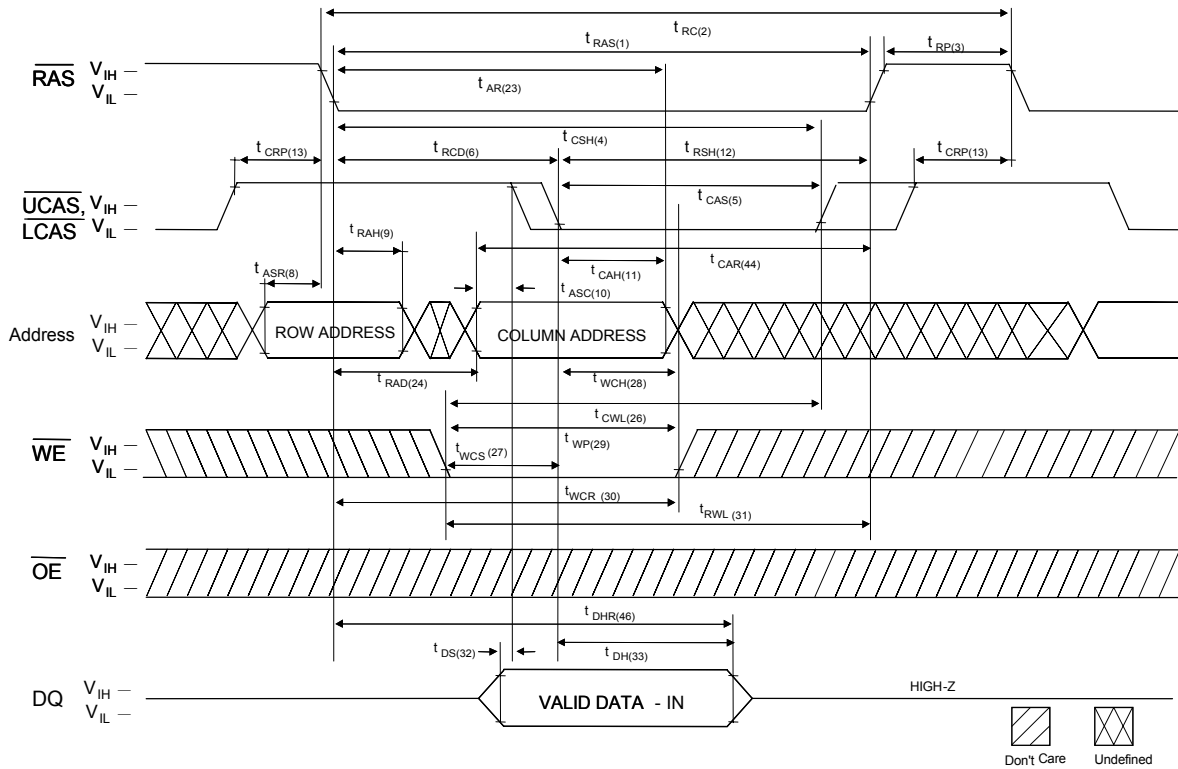 t RC(2)
t RAS(1)
t RP(3)
RAS V IH
V IL
t AR(23)
t CSH(4)
t CRP(13)
t RCD(6)
t RSH(12)
t CRP(13)
UCAS, V IH
LCAS V IL
t CAS(5)
t RAH(9)
t CAR(44)
t ASR(8)
t CAH(11)
t ASC(10)
Address V IH
V IL
ROW ADDRESS
COLUMN ADDRESS
t RAD(24)
t WCH(28)
t CWL(26)
WE V IH
V IL
t WP(29)
t WCS (27)
t WCR (30)
t RWL (31)
OE V IH
V IL
t DHR(46)
t DS(32)
t DH(33)
DQ V IH
V IL
VALID DATA - IN
HIGH-Z
Don't Care
Undefined